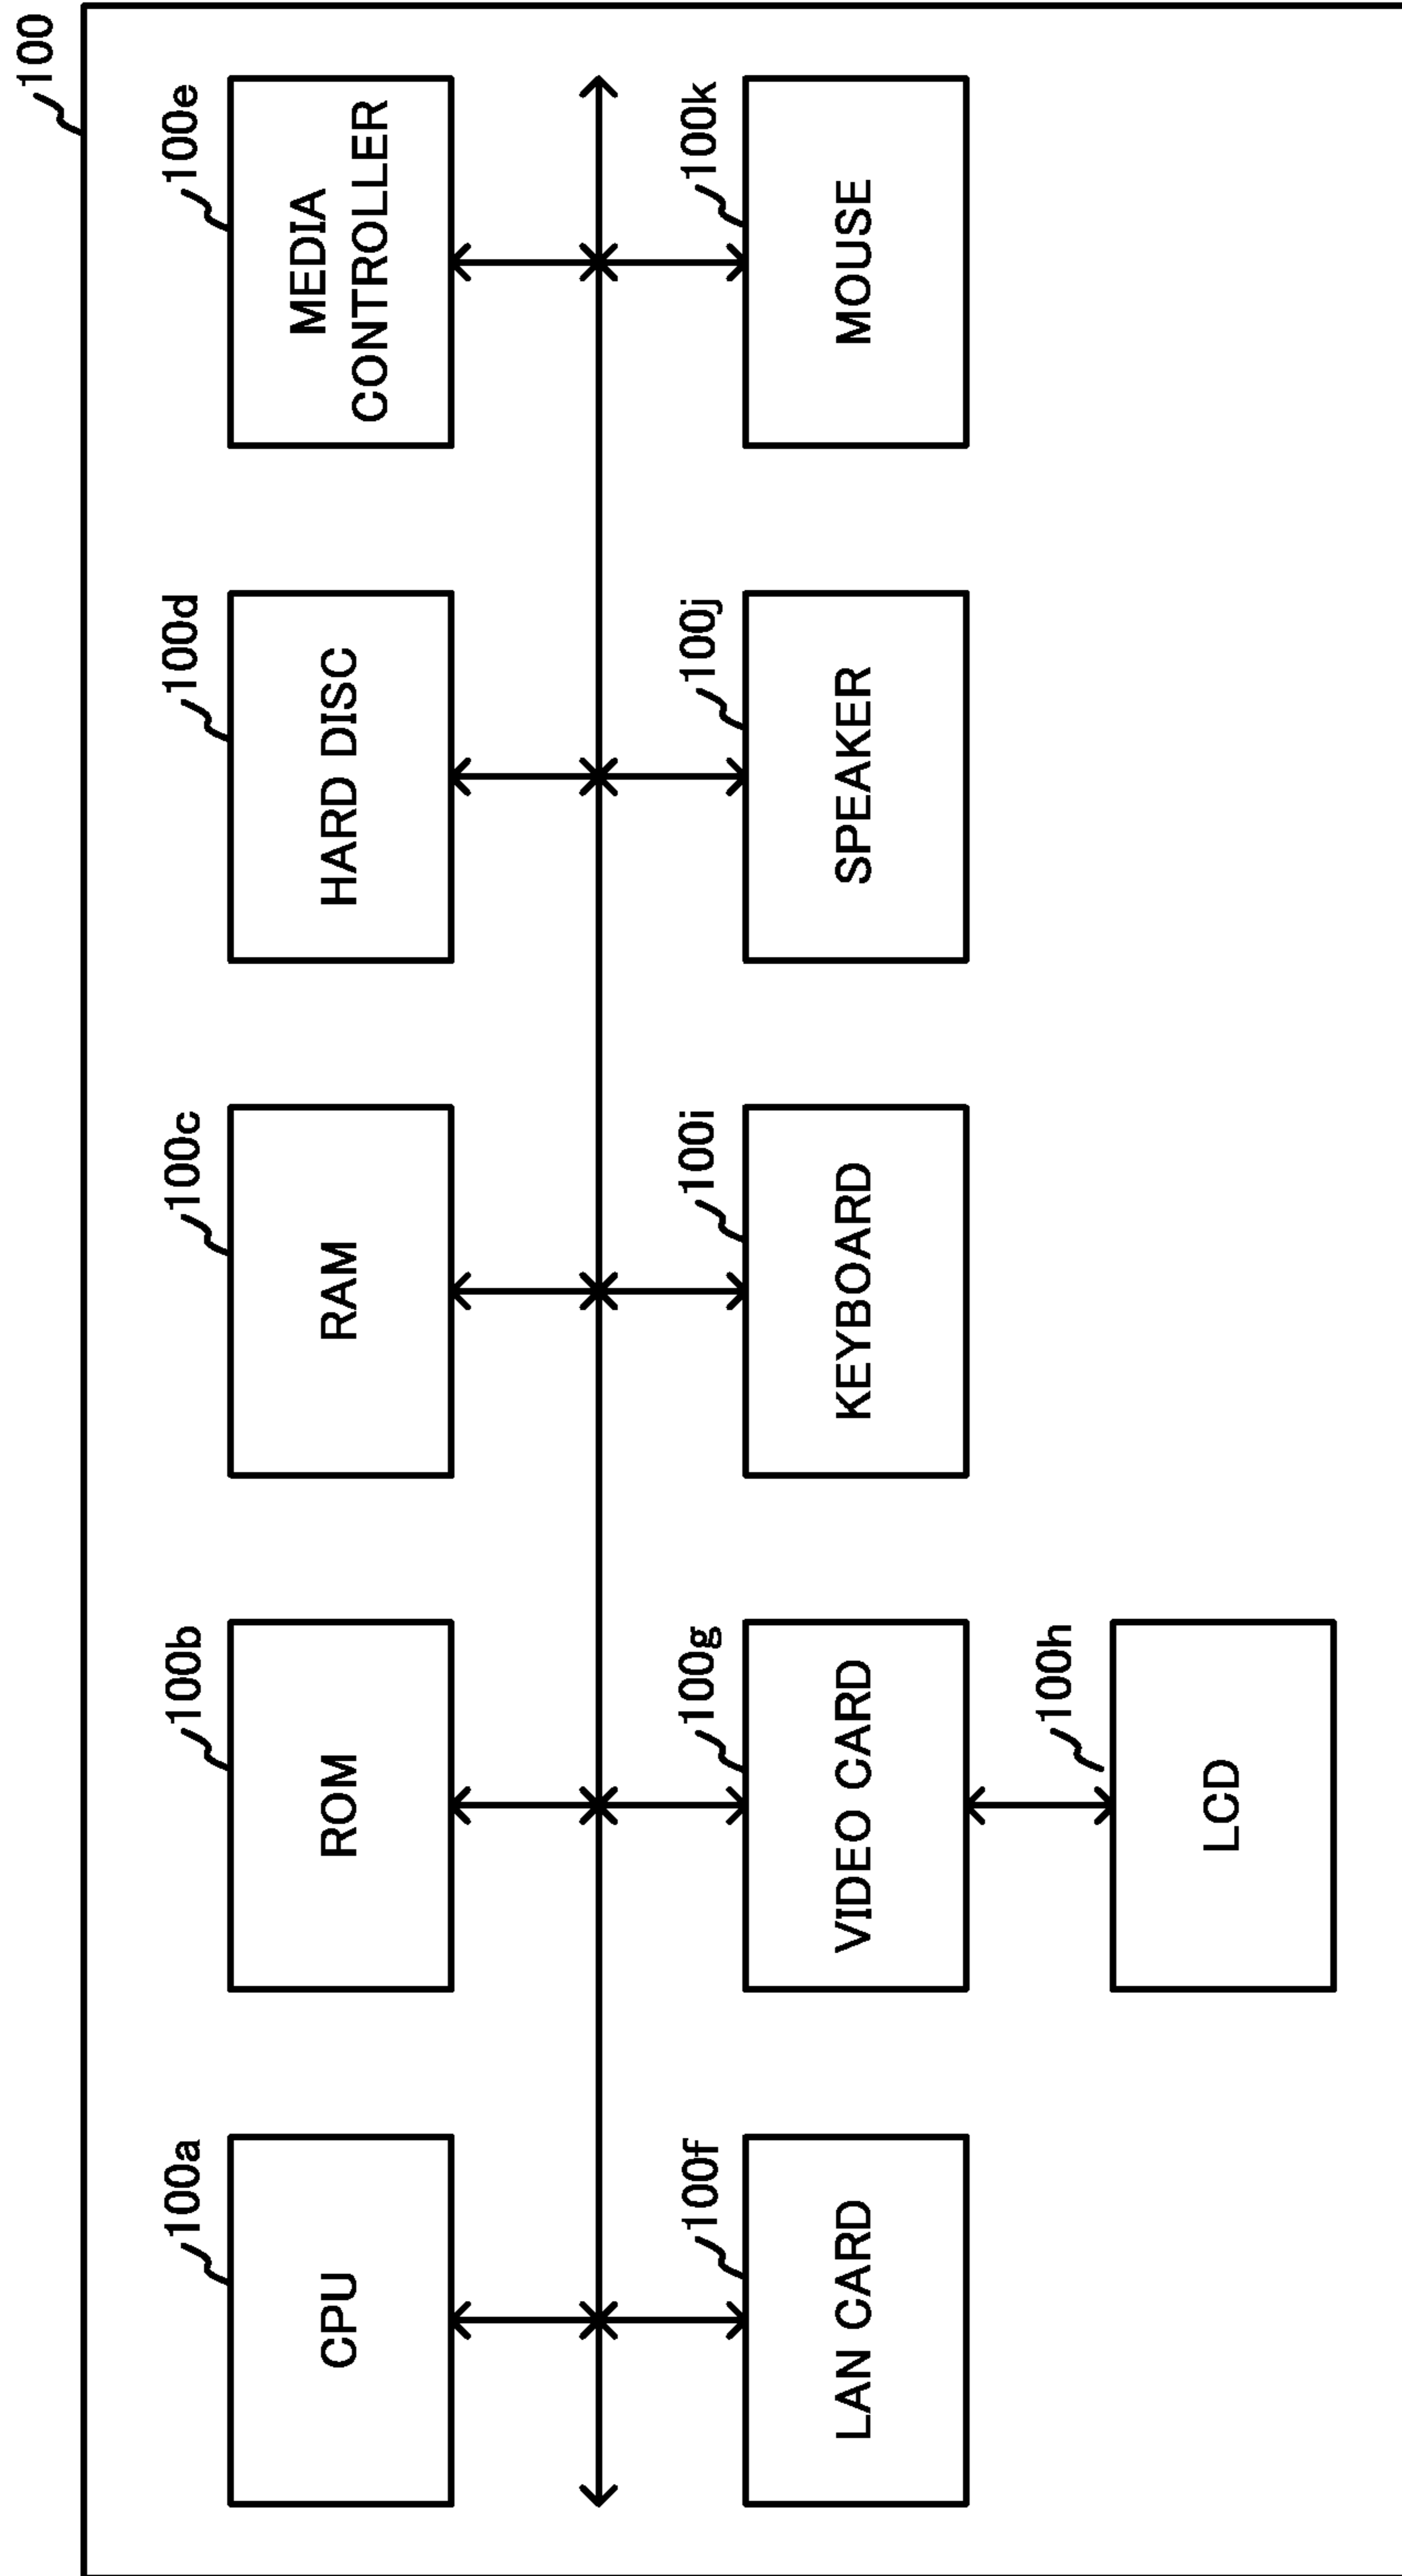 100
100a
CPU
100b
ROM
100c
RAM
100d
HARD DISC
100e
MEDIA
CONTROLLER
100f
LAN CARD
100g
VIDEO CARD
100i
KEYBOARD
100j
SPEAKER
100k
MOUSE
100h
LCD